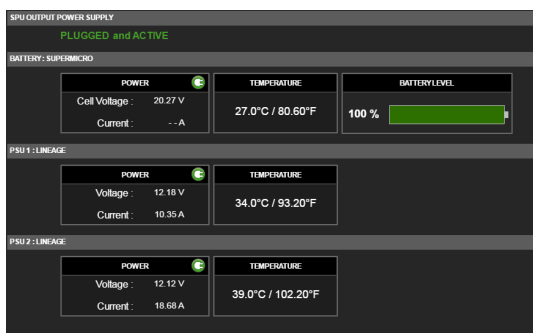 SPU OUTPUT POWER SUPPLY
PLUGGED and ACTIVE
BATTERY: SUPERMICRO
POWER TEMPERATURE BATTERYLEVEL
Cell Voltage : 20.27 V
27.0°C / 80.60°F
100 %
Current : - - A
PSU 1 : LINEAGE
POWER TEMPERATURE
Voltage : 12.18 V
34.0°C / 93.20°F
Current : 10.35 A
PSU 2 : LINEAGE
POWER TEMPERATURE
Voltage : 12.12 V
39.0°C / 102.20°F
Current : 18.68 A